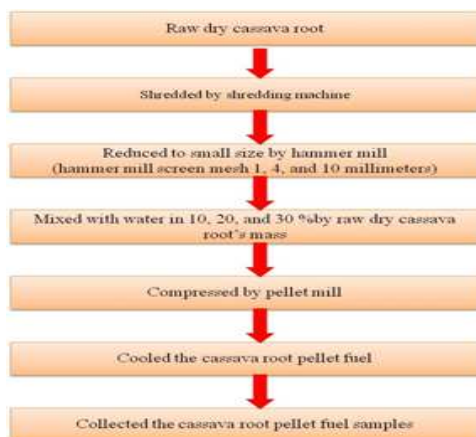 Raw dry cassava root
Shredded by shredding machine
Reduced to small size by hammer mill
(hammer mill screen mesh 1, 4, and 10 millimeters)
Mixed with water in 10, 20, and 30 %by raw dry cassava
root's mass
Compressed by pellet mill
Cooled the cassava root pellet fuel
Collected the cassava root pellet fuel samples